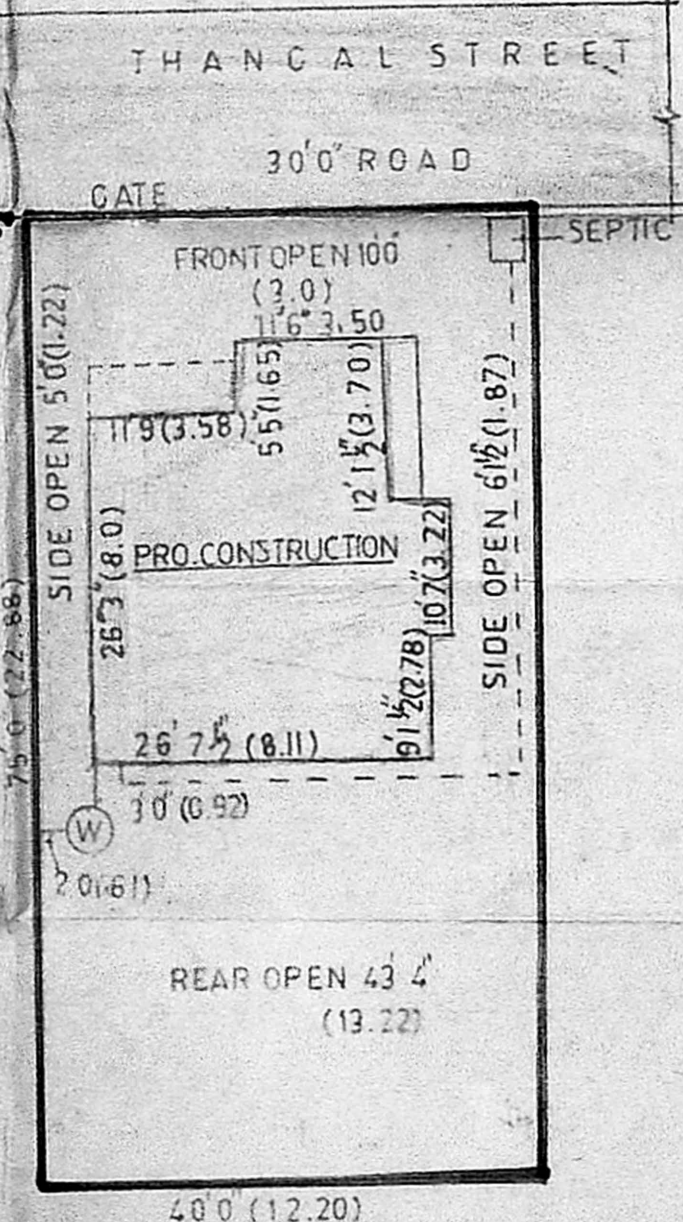 THANGAL STREET
30'0" ROAD
GATE
SEPTIC
FRONT OPEN 10'0"
(3.0)
11'6" 3.50
SIDE OPEN 5'0(1.22)
11'9"(3.58)
5'5"(1.65)
12'1½"(3.70)
SIDE OPEN 6'1½(1.87)
PRO.CONSTRUCTION
26'3"(8.0)
10'7"(3.22)
9'1½"(2.78)
75'0 (22.88)
26'7½" (8.11)
3'0"(0.92)
W
2'0(.61)
REAR OPEN 43'4"
(13.22)
40'0"(12.20)